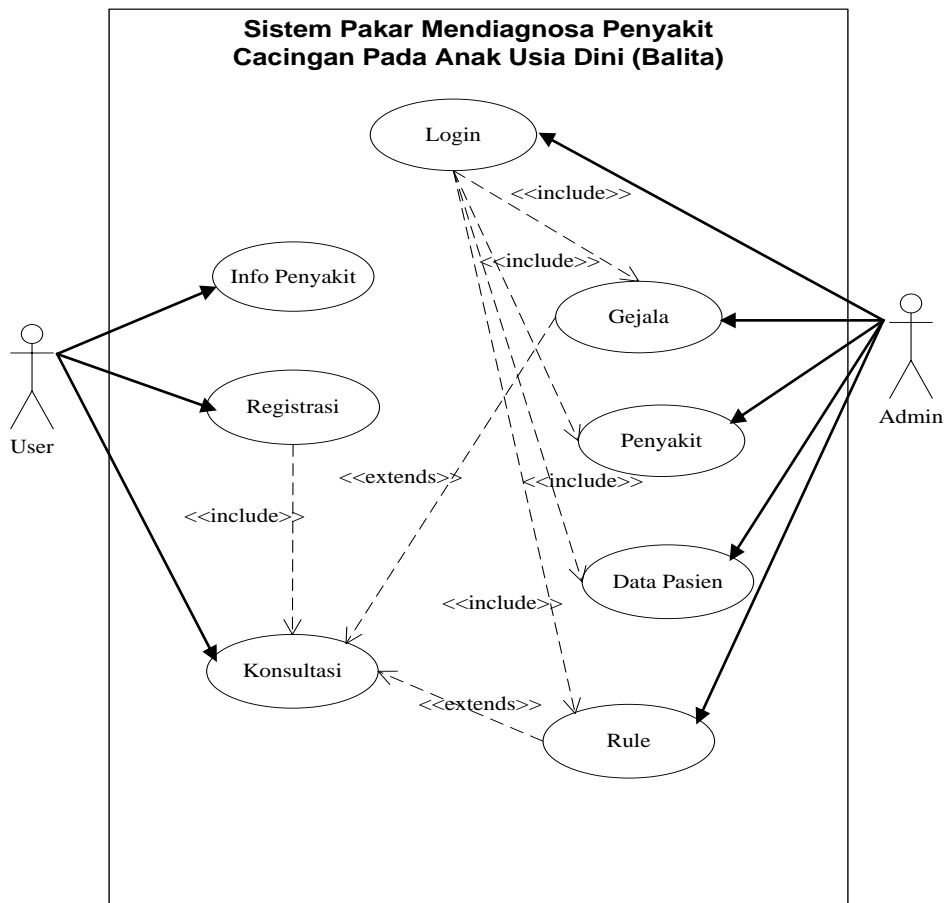 Sistem Pakar Mendiagnosa Penyakit
Cacingan Pada Anak Usia Dini (Balita)
Login
<<include>>
<<include>>
Info Penyakit
Gejala
Registrasi
Admin
User
Penyakit
<<extends>>
<<include>>
<<include>>
Data Pasien
<<include>>
Konsultasi
<<extends>>
Rule